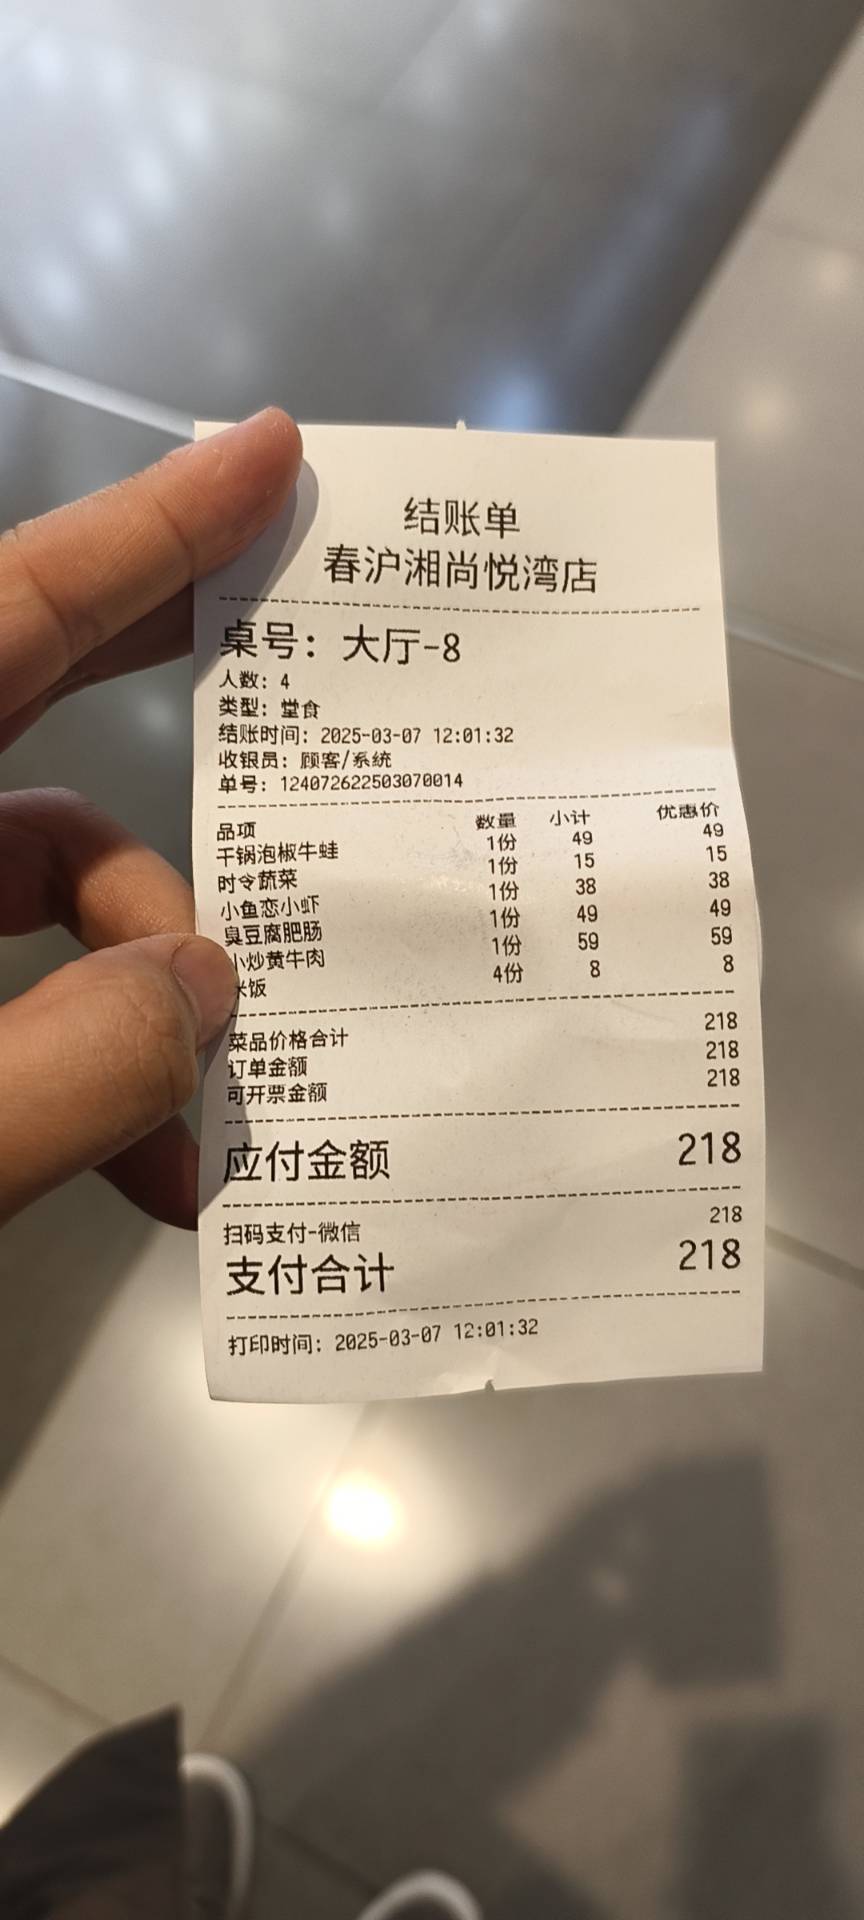 结账单
春沪湘尚悦湾店
桌号：大厅-8
人数：4
类型：堂食
结账时间：2025-03-07 12:01:32
收银员：顾客/系统
单号：124072622503070014
品项 数量 小计 优惠价
干锅泡椒牛蛙 1份 49 49
时令蔬菜 1份 15 15
小鱼恋小虾 1份 38 38
臭豆腐肥肠 1份 49 49
小炒黄牛肉 1份 59 59
米饭 4份 8 8
菜品价格合计 218
订单金额 218
可开票金额 218
应付金额 218
扫码支付-微信 218
支付合计 218
打印时间：2025-03-07 12:01:32